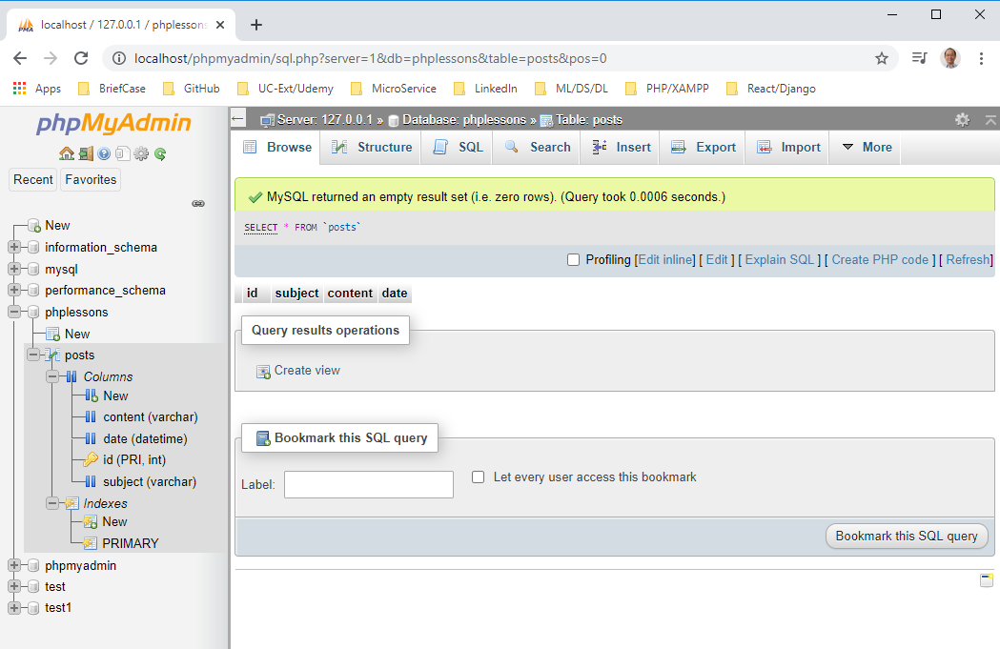 localhost / 127.0.0.1 / phplessons
localhost/phpmyadmin/sql.php?server=1&db=phplessons&table=posts&pos=0
Apps BriefCase GitHub UC-Ext/Udemy MicroService LinkedIn ML/DS/DL PHP/XAMPP React/Django
phpMyAdmin
Recent Favorites
New
information_schema
mysql
performance_schema
phplessons
New
posts
Columns
New
content (varchar)
date (datetime)
id (PRI, int)
subject (varchar)
Indexes
New
PRIMARY
phpmyadmin
test
test1
Server: 127.0.0.1 » Database: phplessons » Table: posts
Browse Structure SQL Search Insert Export Import More
MySQL returned an empty result set (i.e. zero rows). (Query took 0.0006 seconds.)
SELECT * FROM `posts`
Profiling [Edit inline] [ Edit ] [ Explain SQL ] [ Create PHP code ] [ Refresh]
id subject content date
Query results operations
Create view
Bookmark this SQL query
Label: Let every user access this bookmark
Bookmark this SQL query